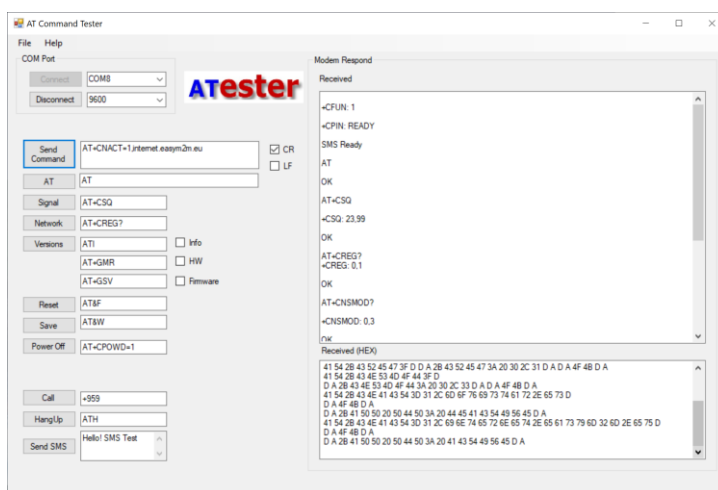 AT Command Tester
File Help
COM Port
Connect COM8
Disconnect 9600
ATester
Send Command AT+CNACT=1,internet.easym2m.eu CR
LF
AT AT
Signal AT+CSQ
Network AT+CREG?
Versions ATI Info
AT+GMR HW
AT+GSV Firmware
Reset AT&F
Save AT&W
Power Off AT+CPOWD=1
Call +959
HangUp ATH
Send SMS Hello! SMS Test
Modem Respond
Received
+CFUN: 1
+CPIN: READY
SMS Ready
AT
OK
AT+CSQ
+CSQ: 23,99
OK
AT+CREG?
+CREG: 0,1
OK
AT+CNSMOD?
+CNSMOD: 0,3
OK
Received (HEX)
41 54 2B 43 52 45 47 3F D D A 2B 43 52 45 47 3A 20 30 2C 31 D A D A 4F 4B D A
41 54 2B 43 4E 53 4D 4F 44 3F D
D A 2B 43 4E 53 4D 4F 44 3A 20 30 2C 33 D A D A 4F 4B D A
41 54 2B 43 4E 41 43 54 3D 31 2C 6D 6F 76 69 73 74 61 72 2E 65 73 D
D A 4F 4B D A
D A 2B 41 50 50 20 50 44 50 3A 20 44 45 41 43 54 49 56 45 D A
41 54 2B 43 4E 41 43 54 3D 31 2C 69 6E 74 65 72 6E 65 74 2E 65 61 73 79 6D 32 6D 2E 65 75 D
D A 4F 4B D A
D A 2B 41 50 50 20 50 44 50 3A 20 41 43 54 49 56 45 D A